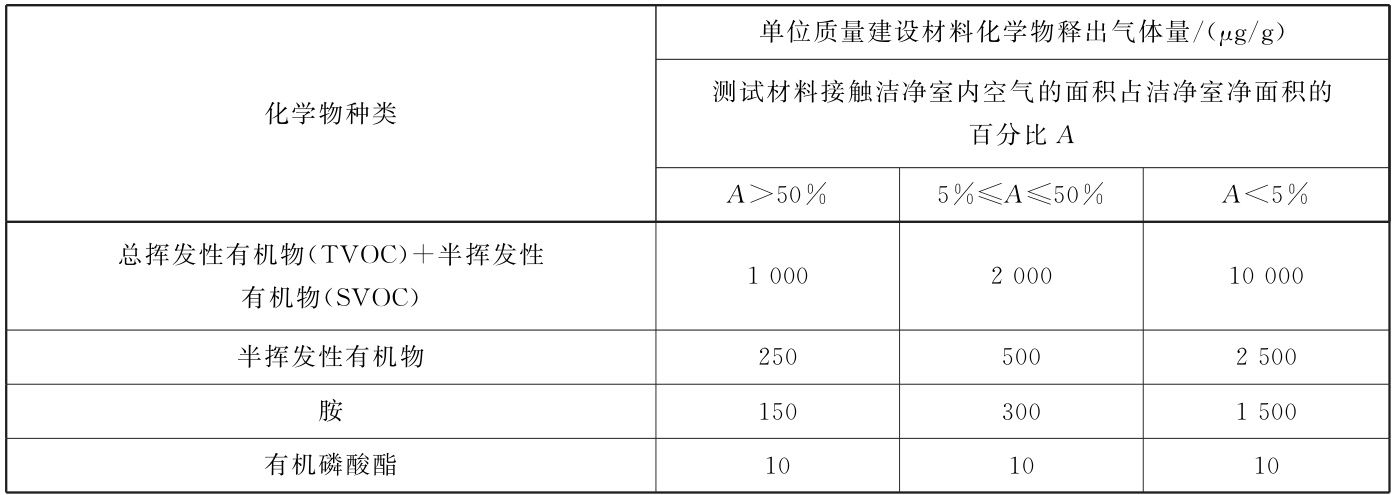 化学物种类
单位质量建设材料化学物释出气体量/(μg/g)
测试材料接触洁净室内空气的面积占洁净室净面积的
百分比 A
A>50%
5%≤A≤50%
A<5%
总挥发性有机物(TVOC)+半挥发性
有机物(SVOC)
1 000
2 000
10 000
半挥发性有机物
250
500
2 500
胺
150
300
1 500
有机磷酸酯
10
10
10